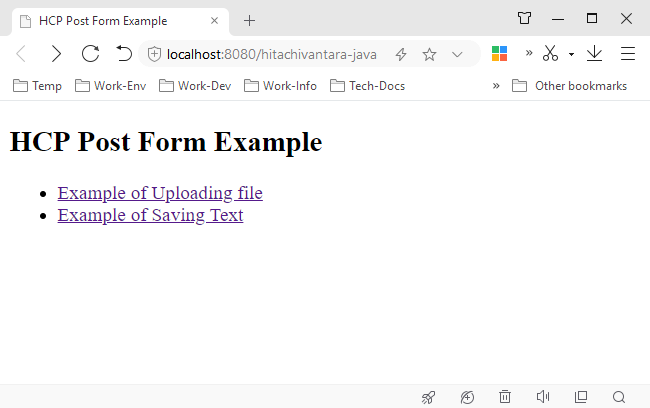 HCP Post Form Example
localhost:8080/hitachivantara-java
Temp Work-Env Work-Dev Work-Info Tech-Docs » Other bookmarks
HCP Post Form Example
Example of Uploading file
Example of Saving Text